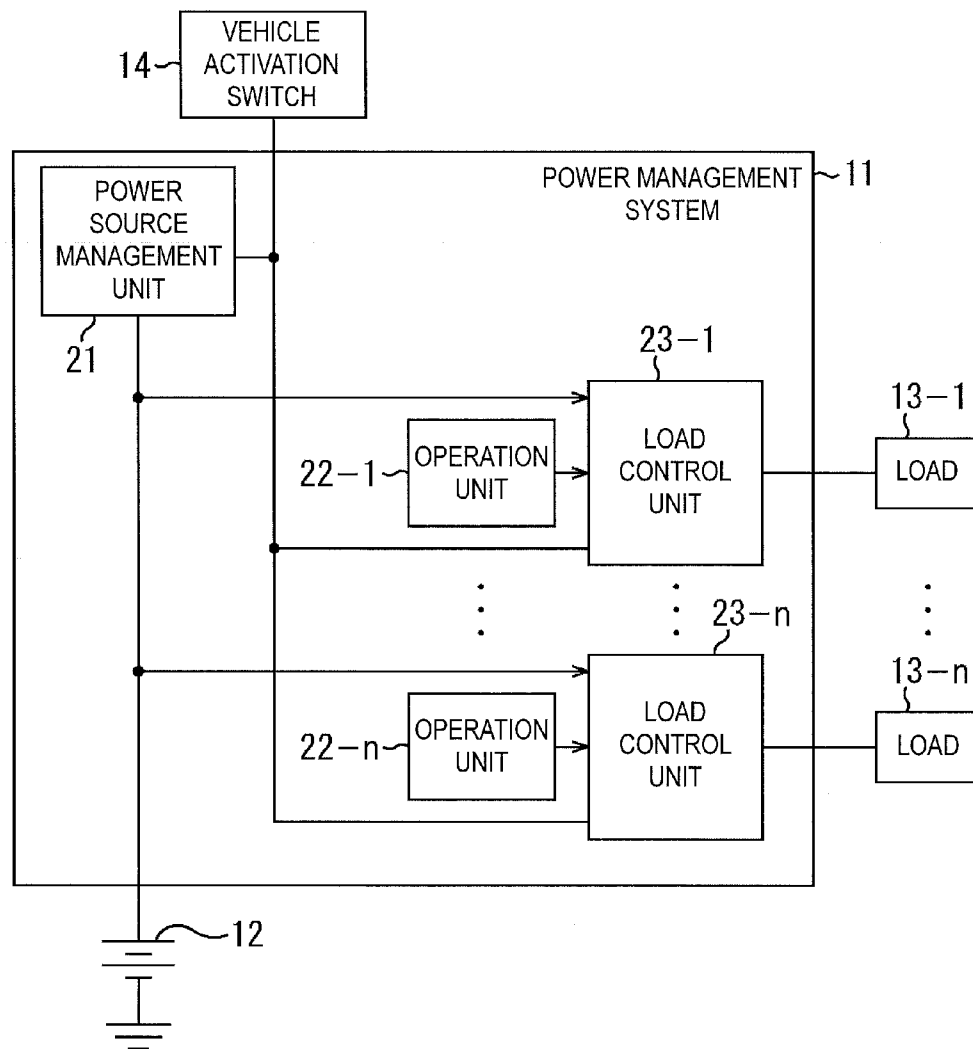 VEHICLE
ACTIVATION
SWITCH
14
POWER
SOURCE
MANAGEMENT
UNIT
POWER MANAGEMENT
SYSTEM
11
21
23-1
13-1
22-1
OPERATION
UNIT
LOAD
CONTROL
UNIT
LOAD
23-n
13-n
22-n
OPERATION
UNIT
LOAD
CONTROL
UNIT
LOAD
12